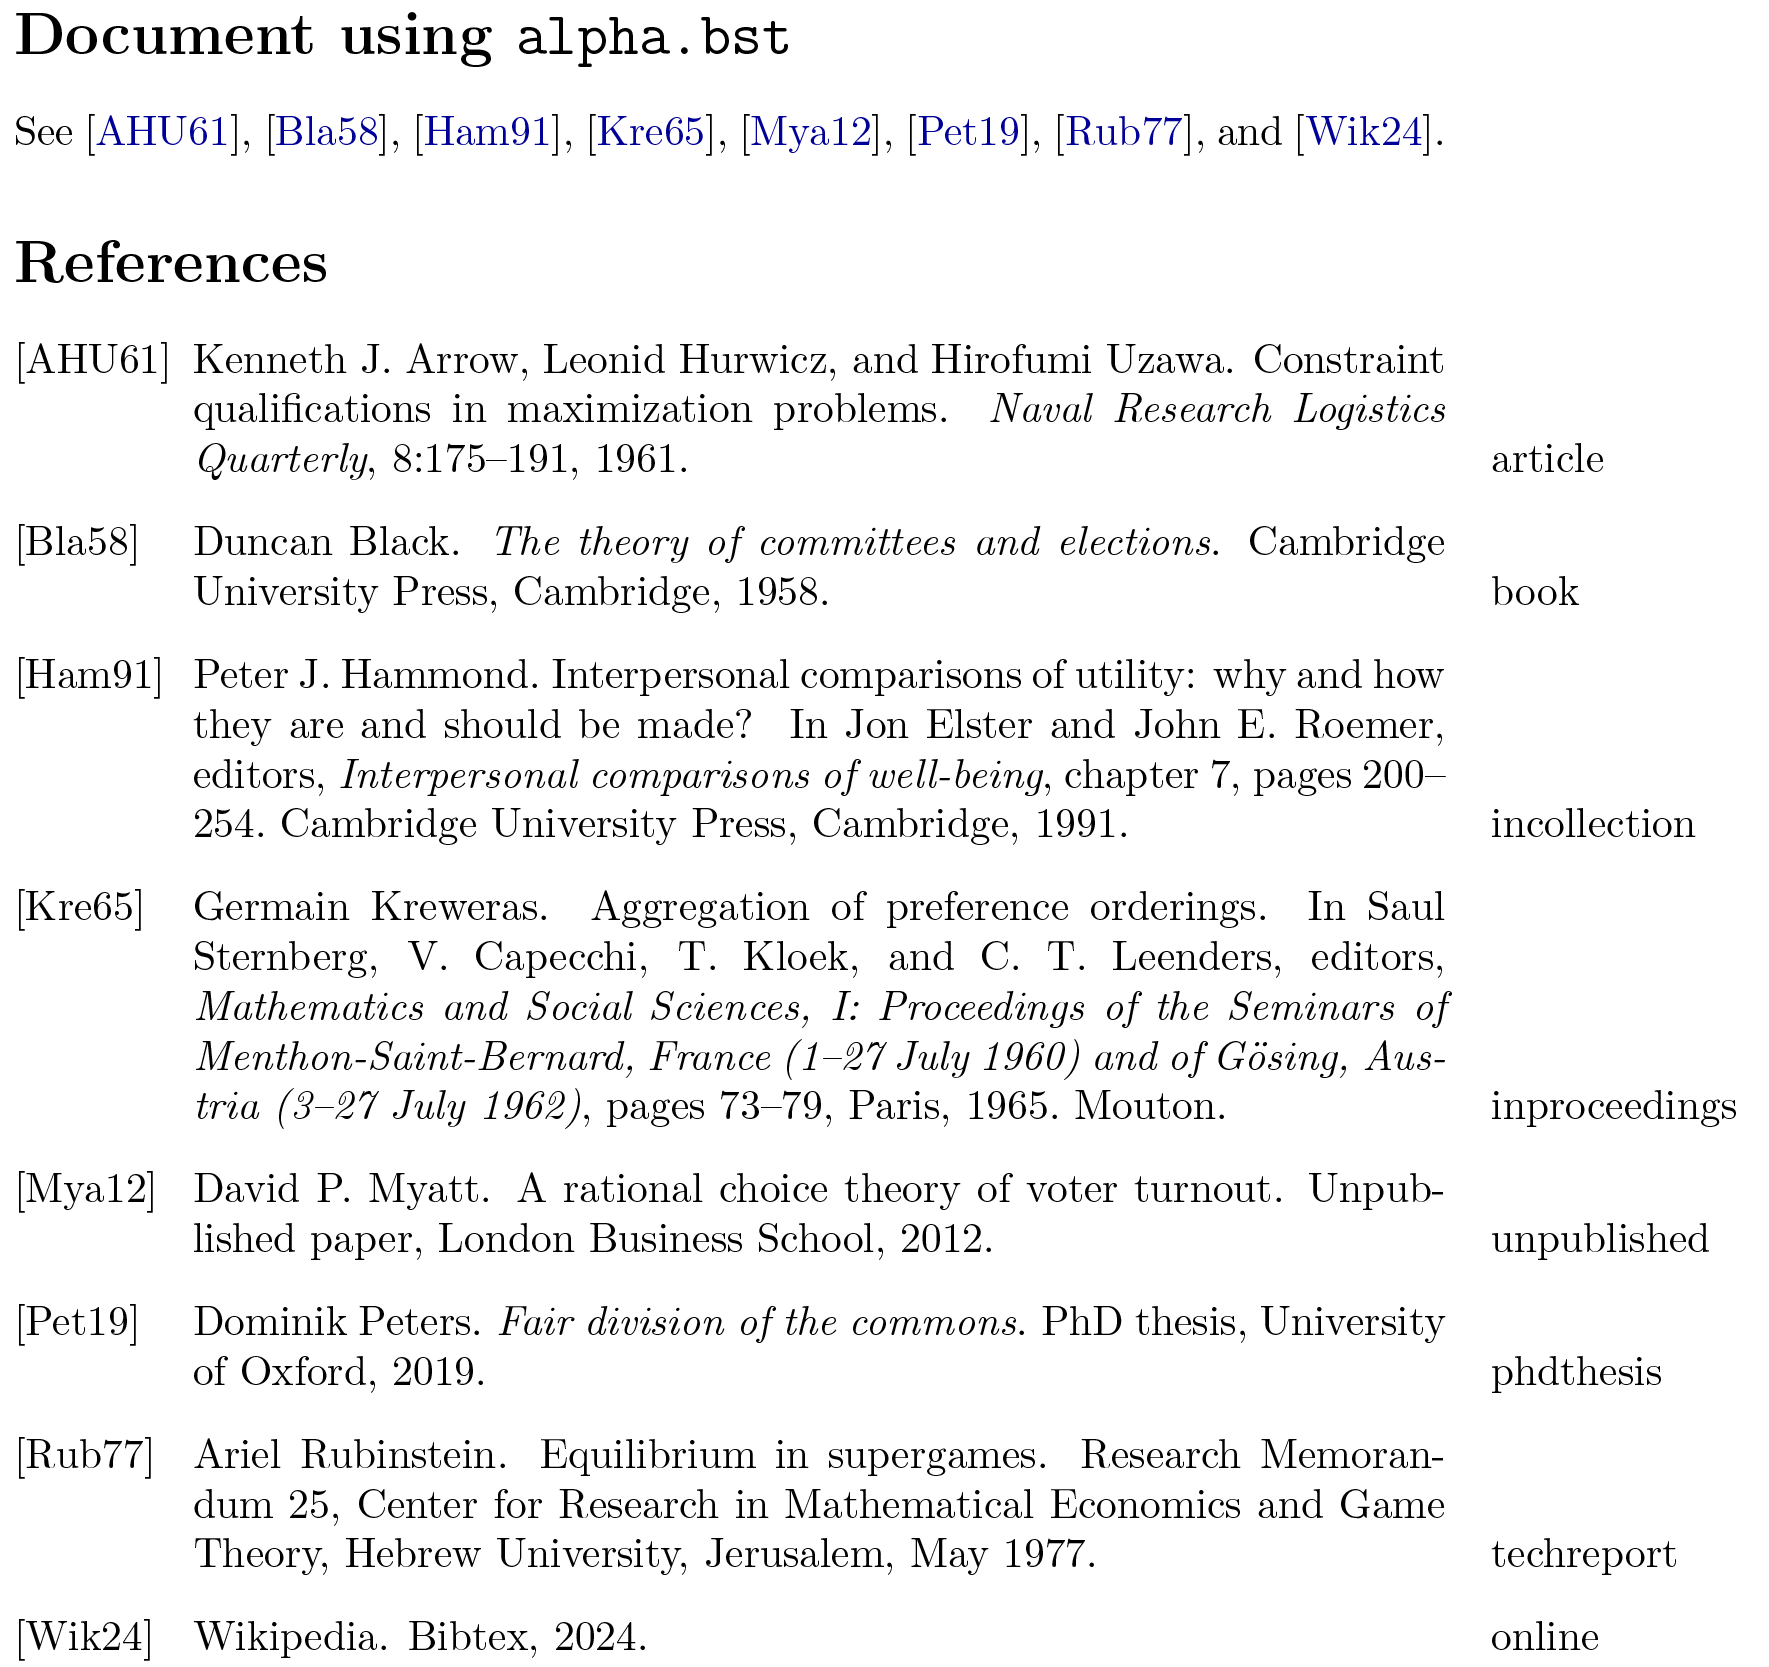 Document using alpha.bst
See [AHU61], [Bla58], [Ham91], [Kre65], [Mya12], [Pet19], [Rub77], and [Wik24].
References
[AHU61] Kenneth J. Arrow, Leonid Hurwicz, and Hirofumi Uzawa. Constraint
qualifications in maximization problems. Naval Research Logistics
Quarterly, 8:175–191, 1961. article
[Bla58] Duncan Black. The theory of committees and elections. Cambridge
University Press, Cambridge, 1958. book
[Ham91] Peter J. Hammond. Interpersonal comparisons of utility: why and how
they are and should be made? In Jon Elster and John E. Roemer,
editors, Interpersonal comparisons of well-being, chapter 7, pages 200–
254. Cambridge University Press, Cambridge, 1991. incollection
[Kre65] Germain Kreweras. Aggregation of preference orderings. In Saul
Sternberg, V. Capecchi, T. Kloek, and C. T. Leenders, editors,
Mathematics and Social Sciences, I: Proceedings of the Seminars of
Menthon-Saint-Bernard, France (1–27 July 1960) and of Gösing, Aus-
tria (3–27 July 1962), pages 73–79, Paris, 1965. Mouton. inproceedings
[Mya12] David P. Myatt. A rational choice theory of voter turnout. Unpub-
lished paper, London Business School, 2012. unpublished
[Pet19] Dominik Peters. Fair division of the commons. PhD thesis, University
of Oxford, 2019. phdthesis
[Rub77] Ariel Rubinstein. Equilibrium in supergames. Research Memoran-
dum 25, Center for Research in Mathematical Economics and Game
Theory, Hebrew University, Jerusalem, May 1977. techreport
[Wik24] Wikipedia. Bibtex, 2024. online